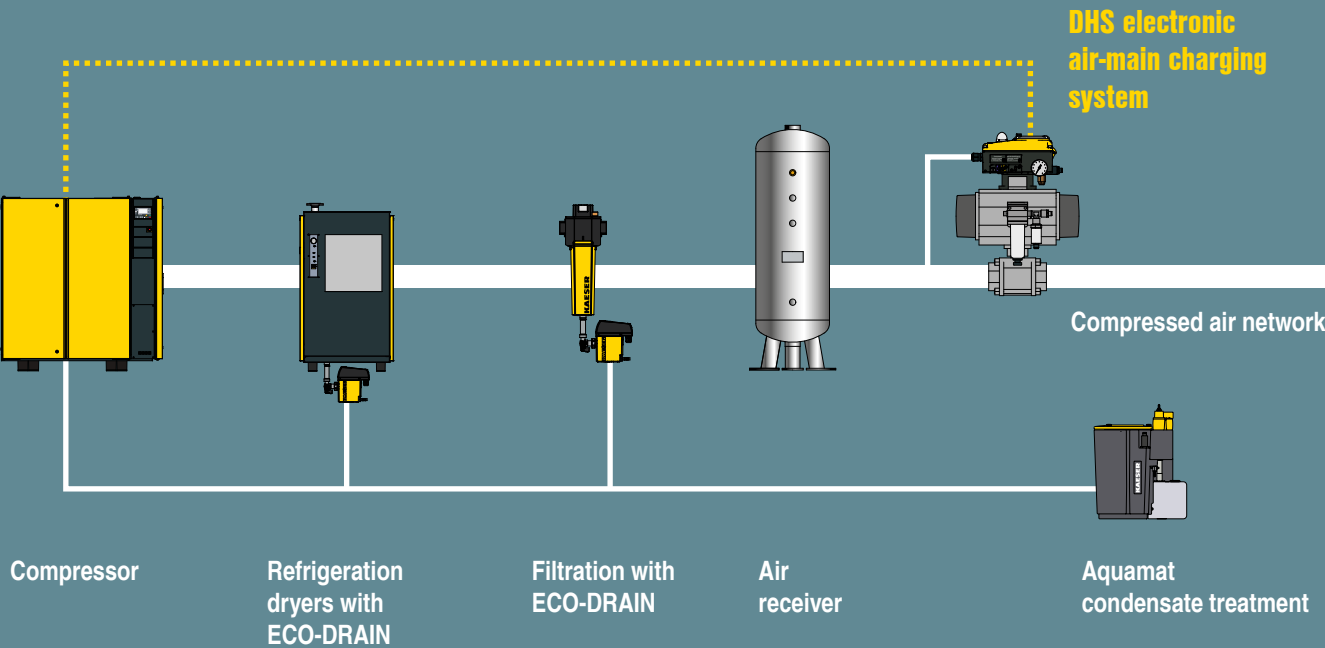 DHS electronic
air-main charging
system
KAESER
Compressed air network
KAESER
Compressor
Refrigeration
dryers with
ECO-DRAIN
Filtration with
ECO-DRAIN
Air
receiver
Aquamat
condensate treatment